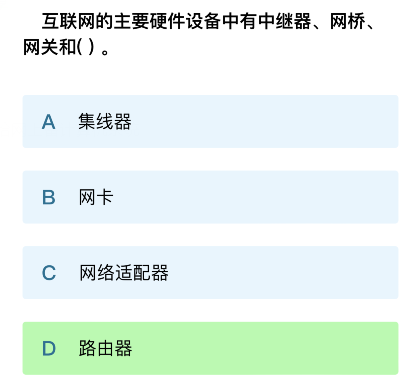 互联网的主要硬件设备中有中继器、网桥、
网关和( ) 。
A 集线器
B 网卡
C 网络适配器
D 路由器